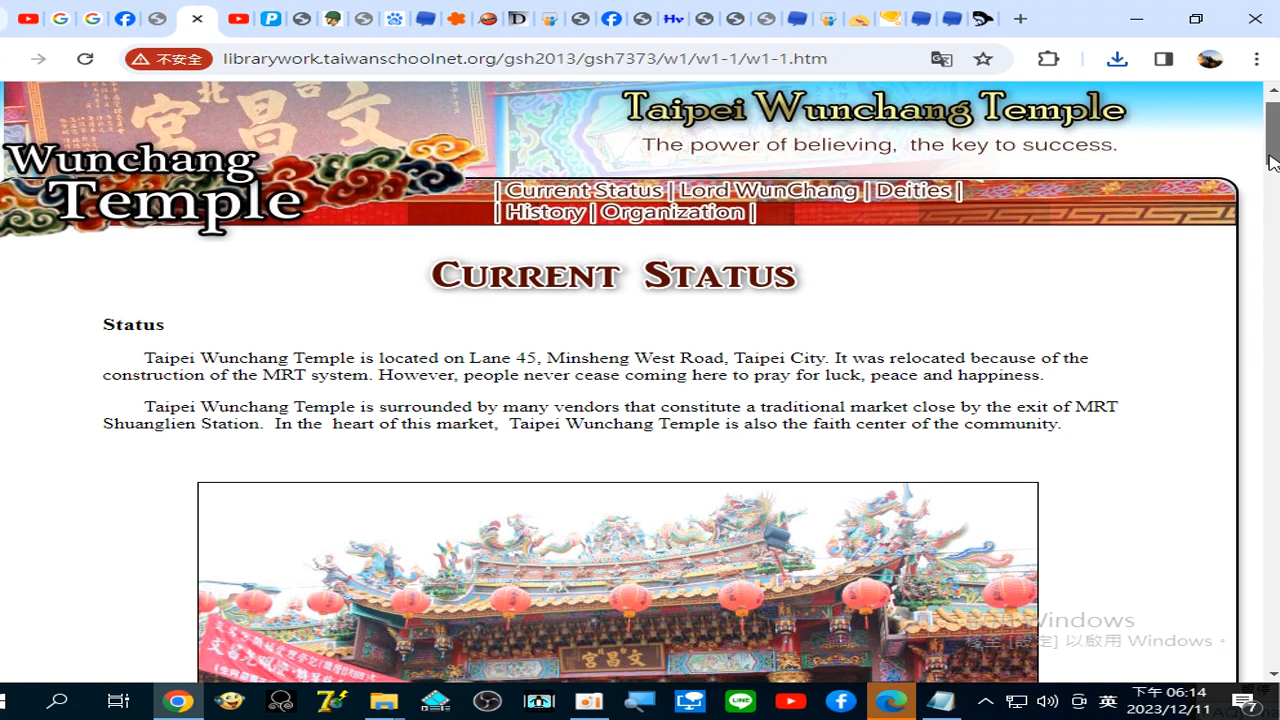 不安全
librarywork.taiwanschoolnet.org/gsh2013/gsh7373/w1/w1-1/w1-1.htm
文昌宮
Taipei Wunchang Temple
The power of believing, the key to success.
Wunchang
Temple
| Current Status | Lord WunChang | Deities |
| History | Organization |
Current Status
Status
Taipei Wunchang Temple is located on Lane 45, Minsheng West Road, Taipei City. It was relocated because of the
construction of the MRT system. However, people never cease coming here to pray for luck, peace and happiness.
Taipei Wunchang Temple is surrounded by many vendors that constitute a traditional market close by the exit of MRT
Shuanglien Station. In the heart of this market, Taipei Wunchang Temple is also the faith center of the community.
宮昌文
Windows
[設定] 以啟用 Windows。
英
下午 06:14
2023/12/11
7